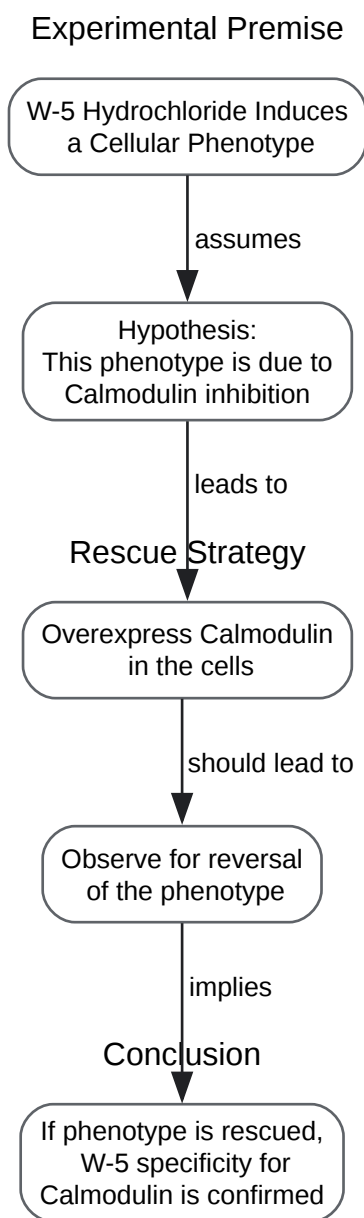 Experimental Premise
W-5 Hydrochloride Induces
a Cellular Phenotype
assumes
Hypothesis:
This phenotype is due to
Calmodulin inhibition
leads to
Rescue Strategy
Overexpress Calmodulin
in the cells
should lead to
Observe for reversal
of the phenotype
implies
Conclusion
If phenotype is rescued,
W-5 specificity for
Calmodulin is confirmed